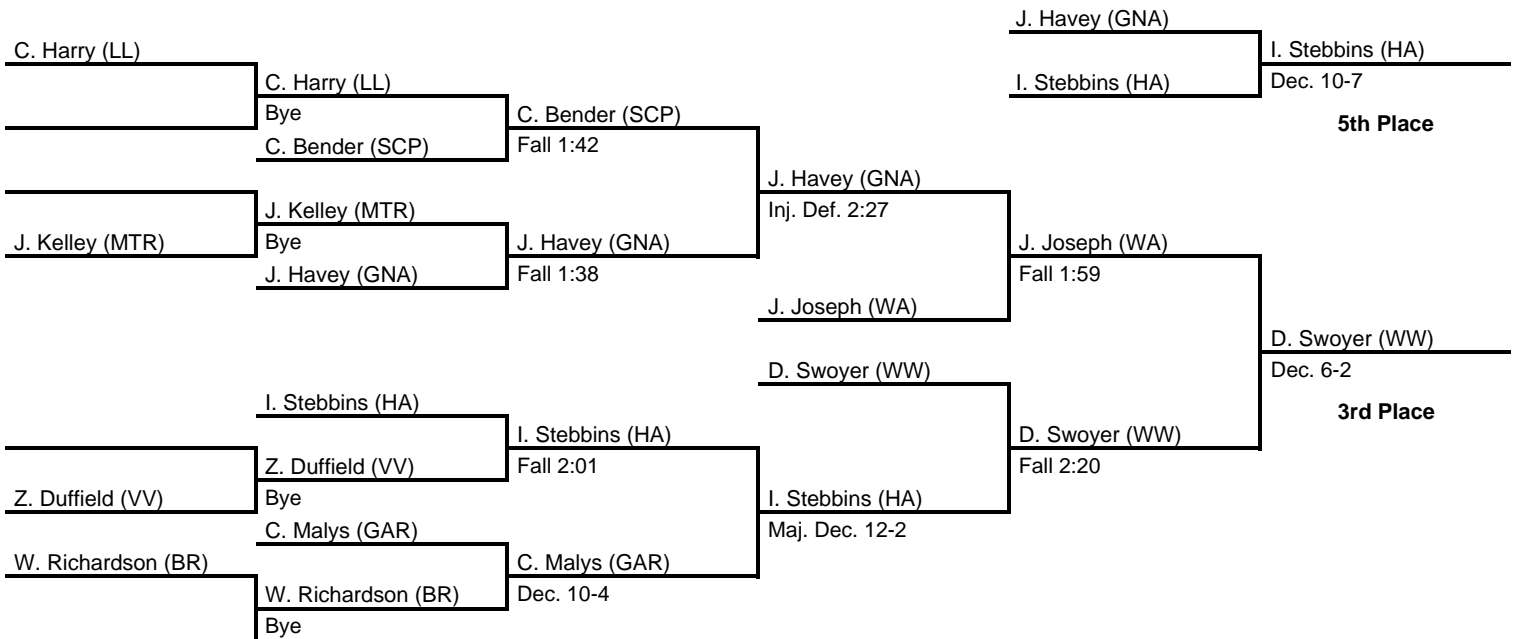 J. Havey (GNA)
C. Harry (LL)
I. Stebbins (HA)
C. Harry (LL)
I. Stebbins (HA)
Dec. 10-7
Bye
C. Bender (SCP)
5th Place
C. Bender (SCP)
Fall 1:42
J. Havey (GNA)
J. Kelley (MTR)
Inj. Def. 2:27
J. Kelley (MTR)
Bye
J. Havey (GNA)
J. Joseph (WA)
J. Havey (GNA)
Fall 1:38
Fall 1:59
J. Joseph (WA)
D. Swoyer (WW)
D. Swoyer (WW)
Dec. 6-2
I. Stebbins (HA)
3rd Place
I. Stebbins (HA)
D. Swoyer (WW)
Z. Duffield (VV)
Fall 2:01
Fall 2:20
Z. Duffield (VV)
Bye
I. Stebbins (HA)
C. Malys (GAR)
Maj. Dec. 12-2
W. Richardson (BR)
C. Malys (GAR)
W. Richardson (BR)
Dec. 10-4
Bye